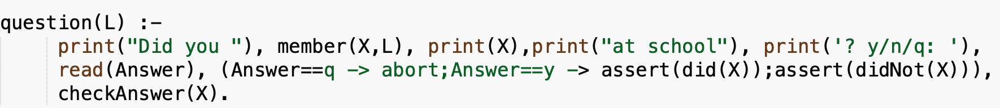 question(L) :-
print("Did you "), member(X,L), print(X),print("at school"), print('? y/n/q: '),
read(Answer), (Answer==q -> abort;Answer==y -> assert(did(X));assert(didNot(X))),
checkAnswer(X).